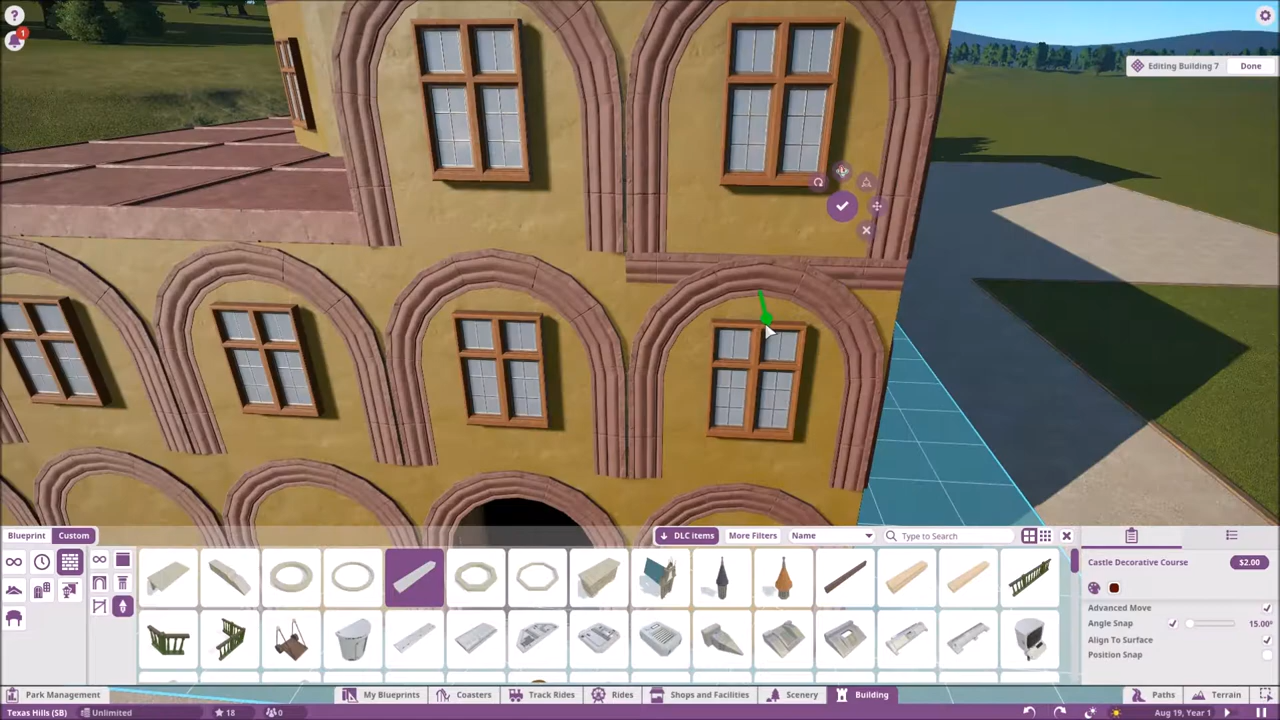 ?
1
Editing Building 7
Done
Blueprint
Custom
DLC items
More Filters
Name
Type to Search
Castle Decorative Course
$2.00
Advanced Move
Angle Snap
15.00°
Align To Surface
Position Snap
Park Management
My Blueprints
Coasters
Track Rides
Rides
Shops and Facilities
Scenery
Building
Paths
Terrain
Texas Hills (SB)
Unlimited
18
0
Aug 19, Year 1